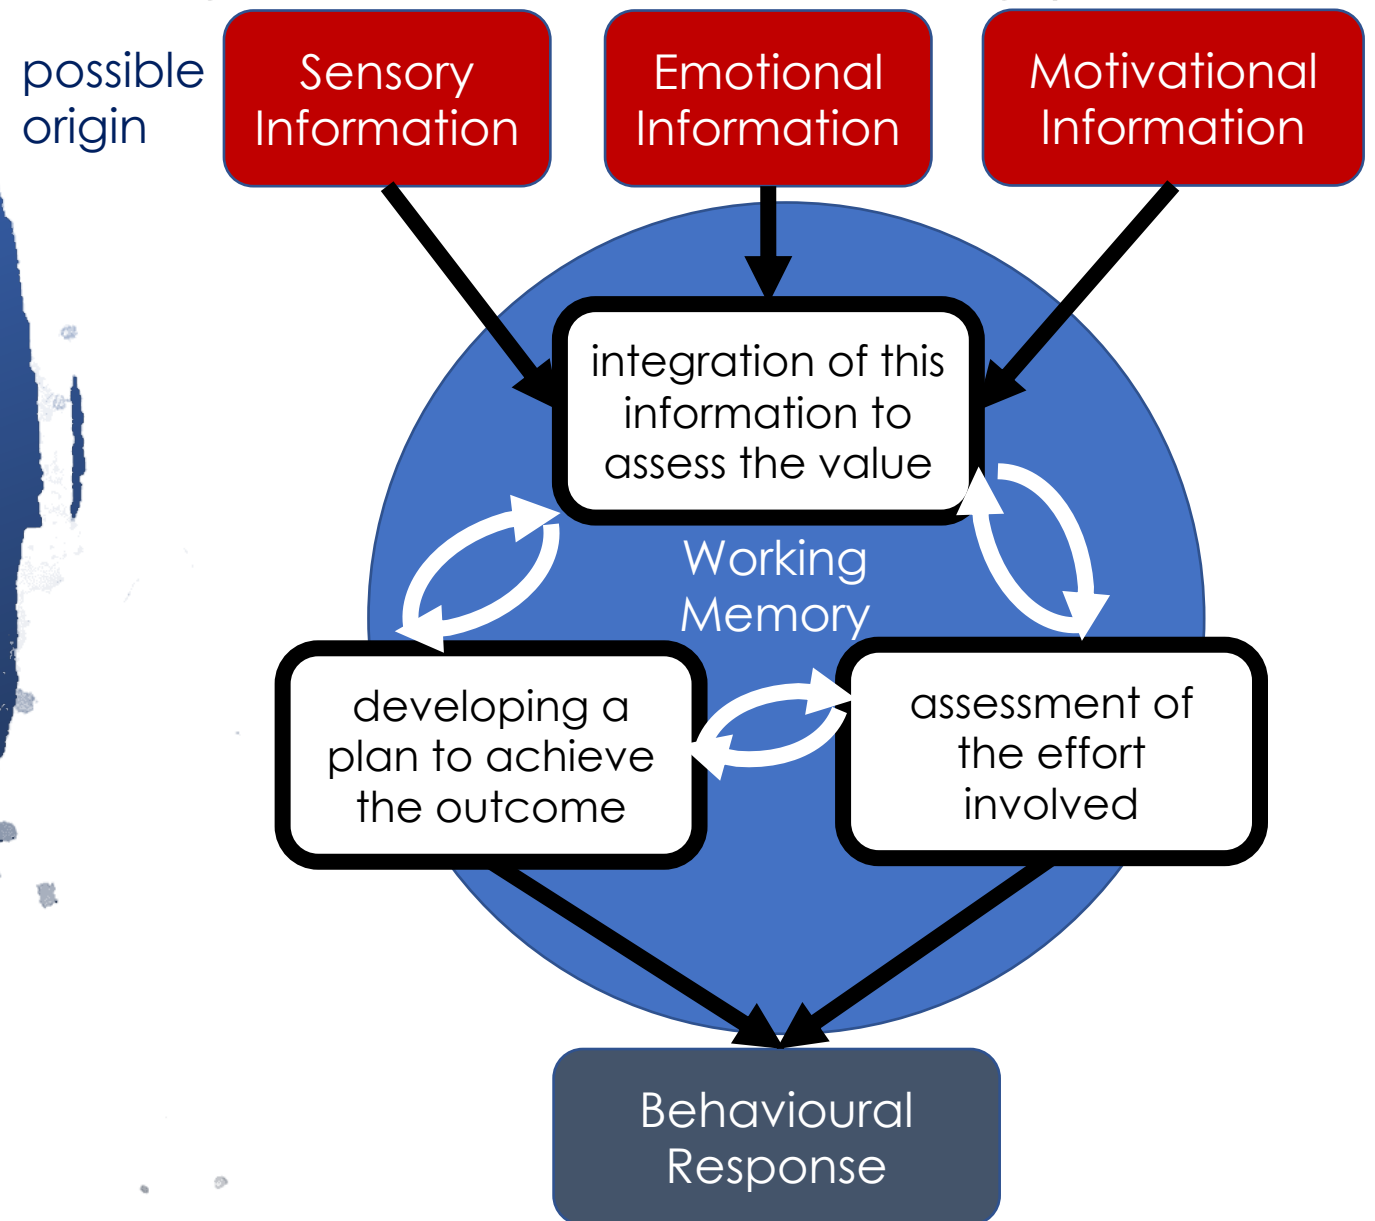 possible
origin
Sensory
Information
Emotional
Information
Motivational
Information
integration of this
information to
assess the value
Working
Memory
developing a
plan to achieve
the outcome
assessment of
the effort
involved
Behavioural
Response